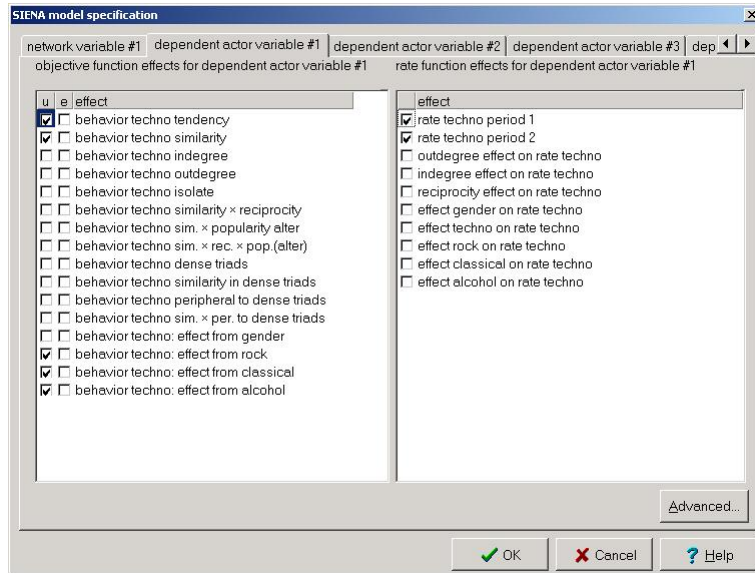 SIENA model specification
network variable #1 dependent actor variable #1 dependent actor variable #2 dependent actor variable #3 dep
objective function effects for dependent actor variable #1
u e effect
behavior techno tendency
behavior techno similarity
behavior techno indegree
behavior techno outdegree
behavior techno isolate
behavior techno similarity × reciprocity
behavior techno sim. × popularity alter
behavior techno sim. × rec. × pop.(alter)
behavior techno dense triads
behavior techno similarity in dense triads
behavior techno peripheral to dense triads
behavior techno sim. × per. to dense triads
behavior techno: effect from gender
behavior techno: effect from rock
behavior techno: effect from classical
behavior techno: effect from alcohol
rate function effects for dependent actor variable #1
effect
rate techno period 1
rate techno period 2
outdegree effect on rate techno
indegree effect on rate techno
reciprocity effect on rate techno
effect gender on rate techno
effect techno on rate techno
effect rock on rate techno
effect classical on rate techno
effect alcohol on rate techno
Advanced...
OK Cancel ? Help